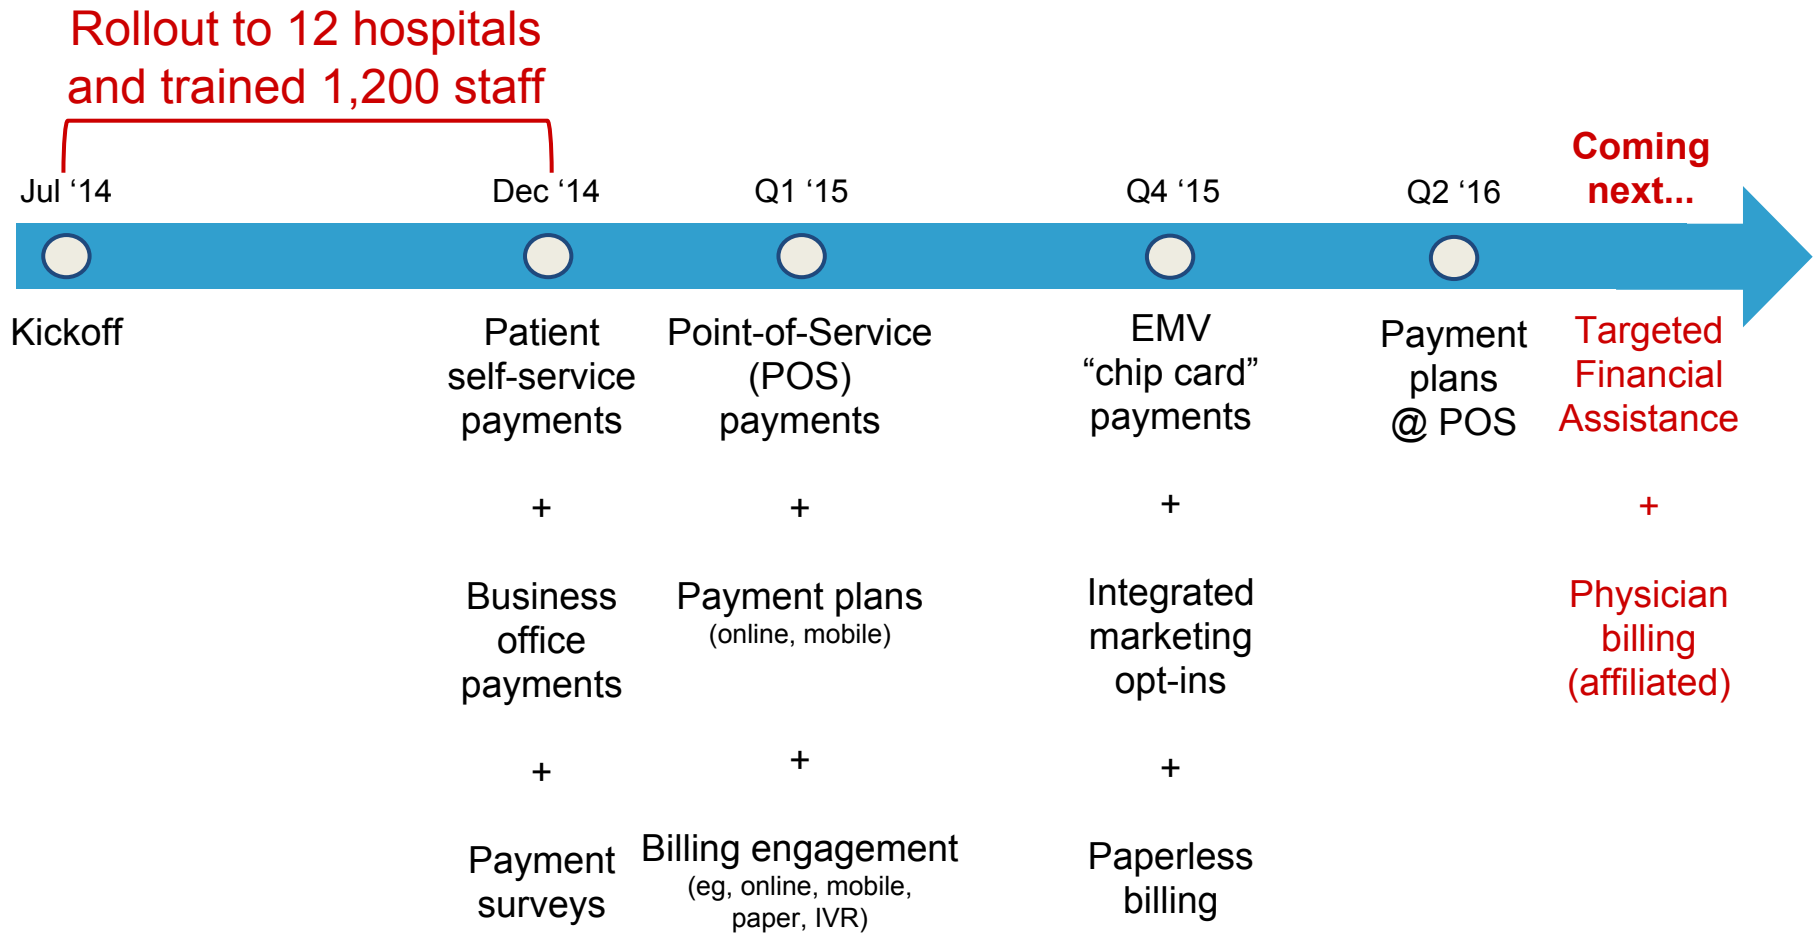 Rollout to 12 hospitals
and trained 1,200 staff
Jul ‘14
Dec ‘14
Q1 ‘15
Q4 ‘15
Q2 ‘16
Coming
next...
Kickoff
Patient
self-service
payments
+
Business
office
payments
+
Payment
surveys
Point-of-Service
(POS)
payments
+
Payment plans
(online, mobile)
+
Billing engagement
(eg, online, mobile,
paper, IVR)
EMV
“chip card”
payments
+
Integrated
marketing
opt-ins
+
Paperless
billing
Payment
plans
@ POS
Targeted
Financial
Assistance
+
Physician
billing
(affiliated)